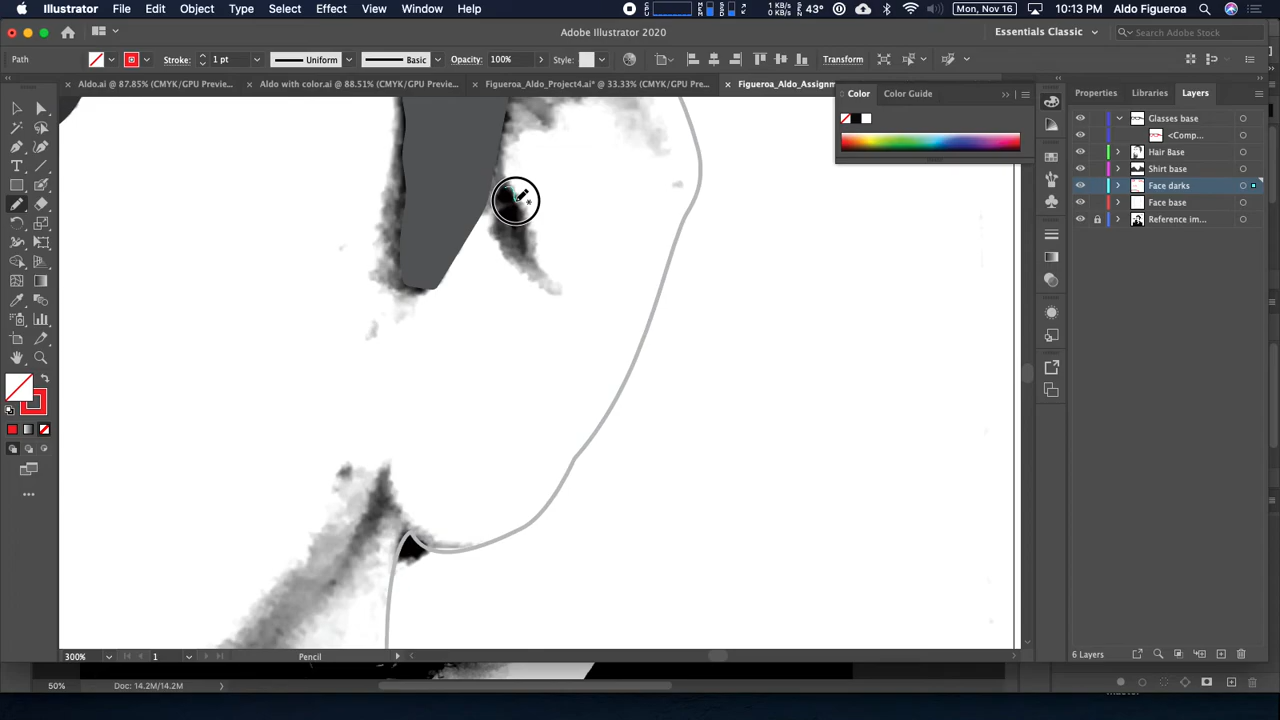 Illustrator File Edit Object Type Select Effect View Window Help 1 KB/s 0 KB/s 43° Mon, Nov 16 10:13 PM Aldo Figueroa
Adobe Illustrator 2020 Essentials Classic Search Adobe Stock
Path Stroke: 1 pt Uniform Basic Opacity: 100% Style: Transform
Aldo.ai @ 87.85% (CMYK/GPU Previe... Aldo with color.ai @ 88.51% (CMYK/GPU Previe... Figueroa_Aldo_Project4.ai* @ 33.33% (CMYK/GPU Pre... Figueroa_Aldo_Assignm
Color Color Guide
Properties Libraries Layers
Glasses base
<Comp...
Hair Base
Shirt base
Face darks
Face base
Reference im...
300% 1 Pencil
6 Layers
50% Doc: 14.2M/14.2M